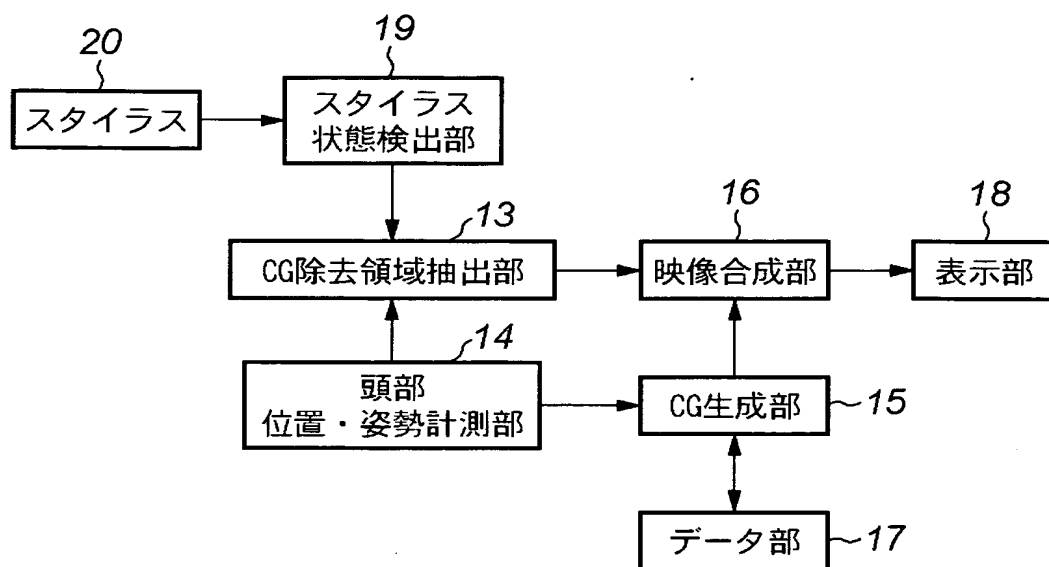 20
19
スタイラス
スタイラス
状態検出部
13
16
18
CG除去領域抽出部
映像合成部
表示部
14
頭部
位置・姿勢計測部
CG生成部
15
データ部
17